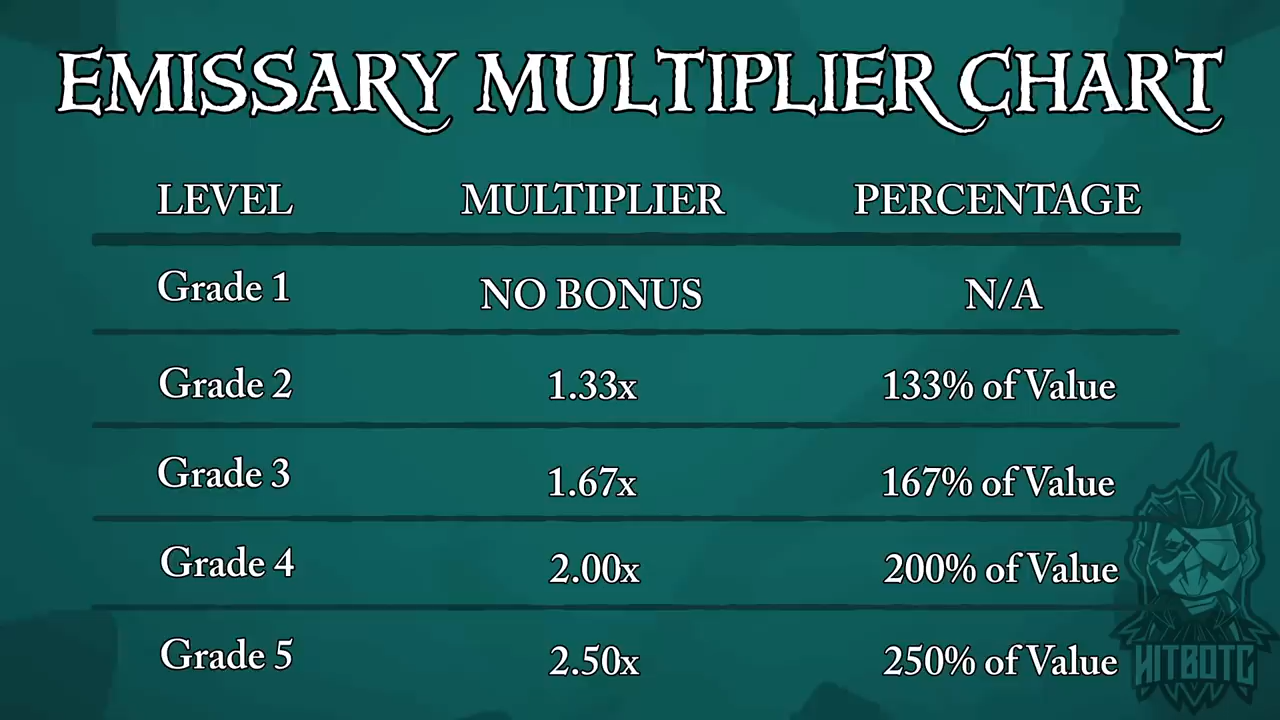 EMISSARY MULTIPLIER CHART
LEVEL MULTIPLIER PERCENTAGE
Grade 1 NO BONUS N/A
Grade 2 1.33x 133% of Value
Grade 3 1.67x 167% of Value
Grade 4 2.00x 200% of Value
Grade 5 2.50x 250% of Value
HITBOTC